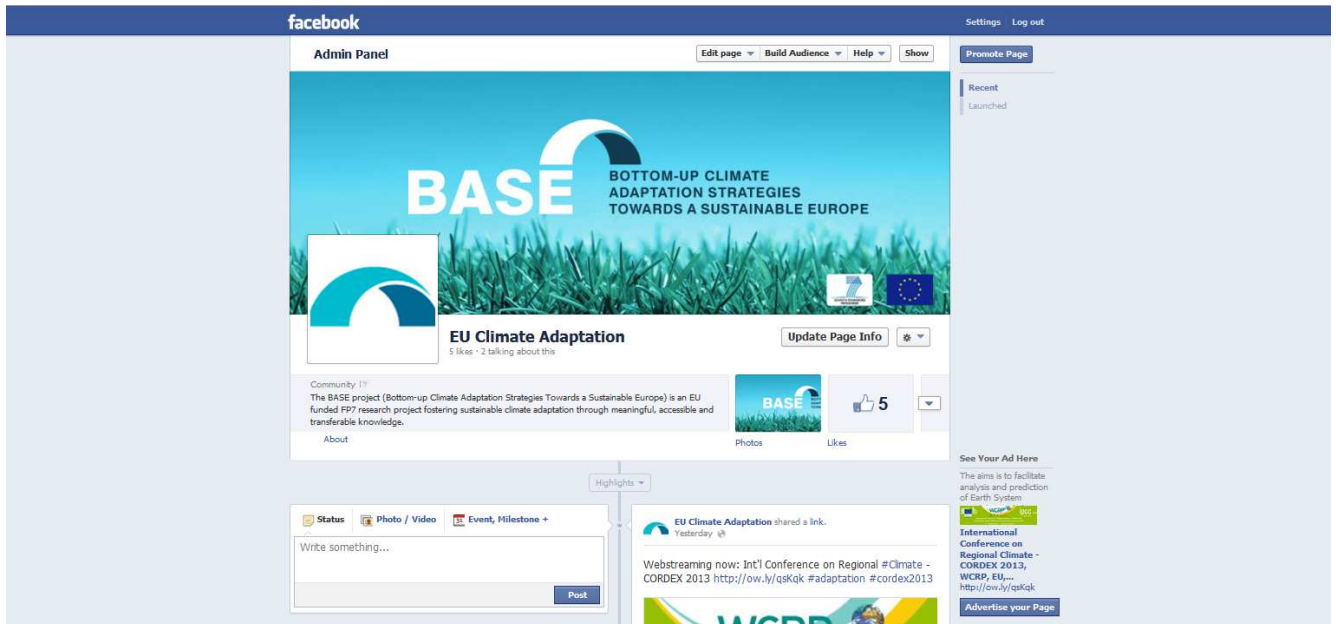 facebook
Settings Log out
Admin Panel
Edit page
Build Audience
Help
Show
Promote Page
Recent
Launched
BASE
BOTTOM-UP CLIMATE
ADAPTATION STRATEGIES
TOWARDS A SUSTAINABLE EUROPE
EU Climate Adaptation
5 likes · 2 talking about this
Update Page Info
Community
The BASE project (Bottom-up Climate Adaptation Strategies Towards a Sustainable Europe) is an EU
funded FP7 research project fostering sustainable climate adaptation through meaningful, accessible and
transferable knowledge.
About
BASE
Photos
5
Likes
Highlights
See Your Ad Here
The aims is to facilitate
analysis and prediction
of Earth System
WCRP
International
Conference on
Regional Climate -
CORDEX 2013,
WCRP, EU,...
http://ow.ly/qsKqk
Advertise your Page
Status
Photo / Video
Event, Milestone +
Write something...
Post
EU Climate Adaptation shared a link.
Yesterday
Webstreaming now: Int'l Conference on Regional #Climate -
CORDEX 2013 http://ow.ly/qsKqk #adaptation #cordex2013
WCRP